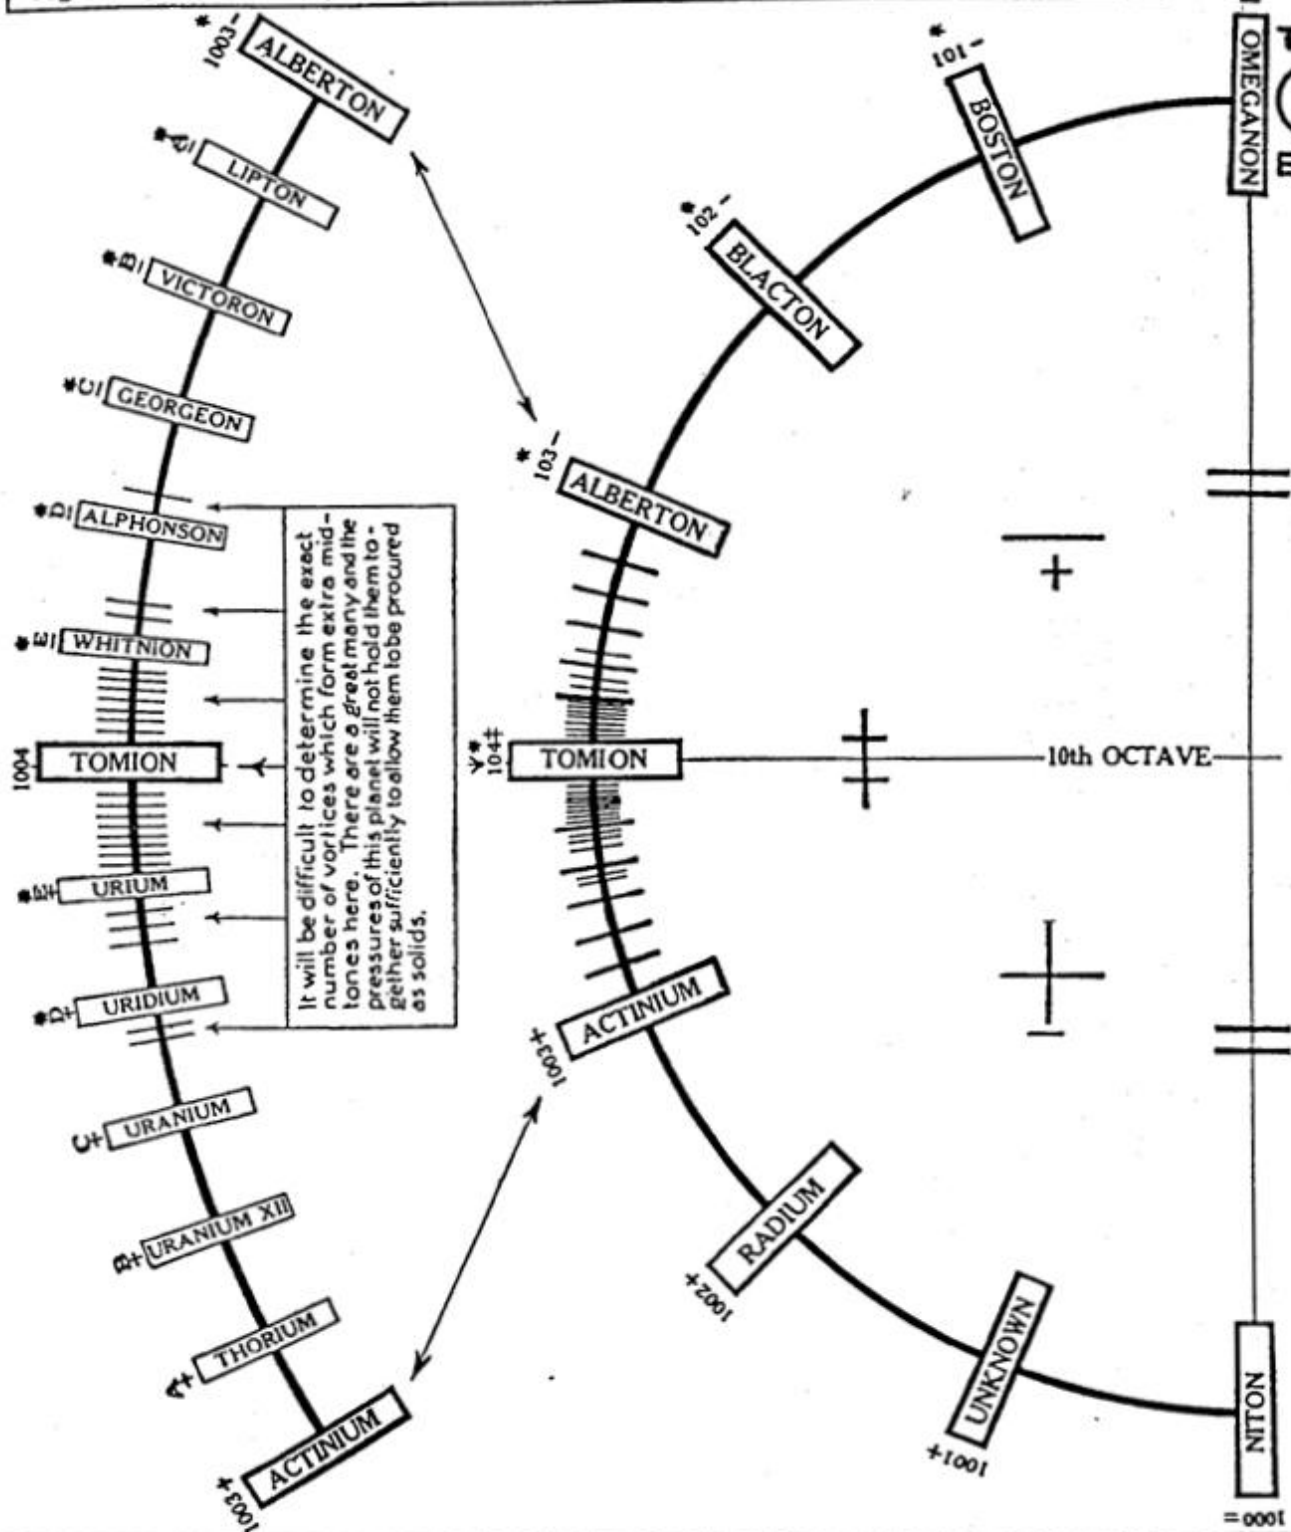 1003-
*
ALBERTON
*
A-
LIPTON
*B-
VICTORON
*C-
GEORGEON
*D-
ALPHONSON
*E-
WHITNION
1004
TOMION
*E+
URIUM
*D+
URIDIUM
C+
URANIUM
B+
URANIUM XII
A+
THORIUM
1003+
ACTINIUM
It will be difficult to determine the exact
number of vortices which form extra mid-
tones here. There are a great many and the
pressures of this planet will not hold them to-
gether sufficiently to allow them to be procured
as solids.
OMEGANON
*
101-
BOSTON
*
102-
BLACTON
*
103-
ALBERTON
*
104‡
TOMION
10th OCTAVE
+
-
1003+
ACTINIUM
1002+
RADIUM
1001+
UNKNOWN
1000=
NITON
E